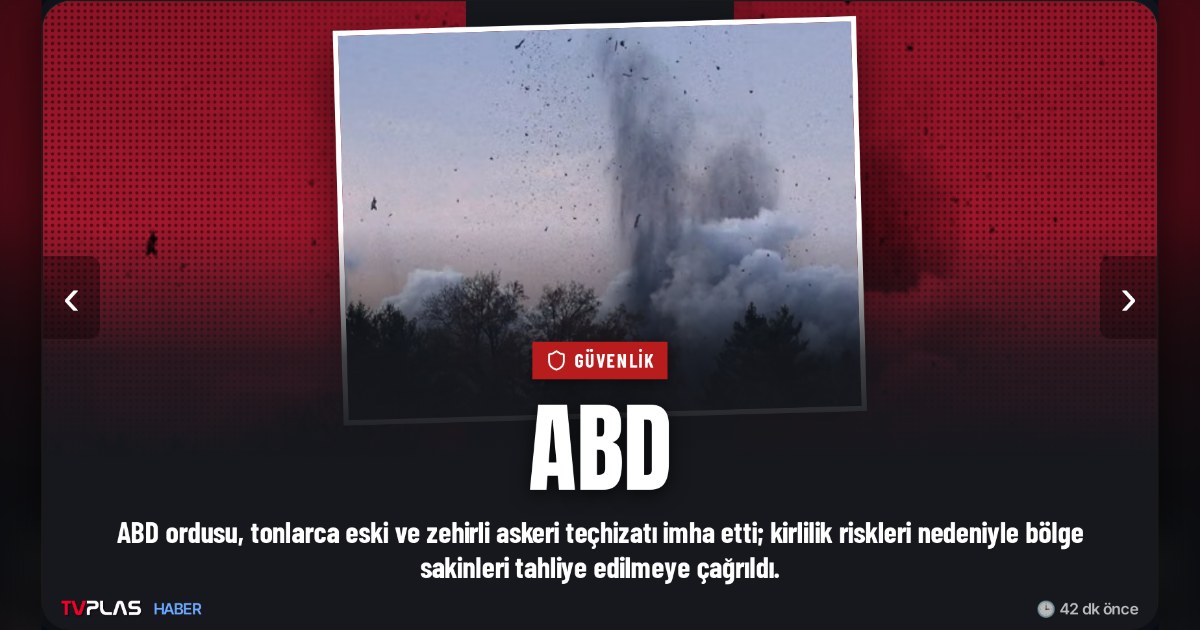 GÜVENLİK
ABD
ABD ordusu, tonlarca eski ve zehirli askeri teçhizatı imha etti; kirlilik riskleri nedeniyle bölge
sakinleri tahliye edilmeye çağrıldı.
TVPLAS HABER
42 dk önce